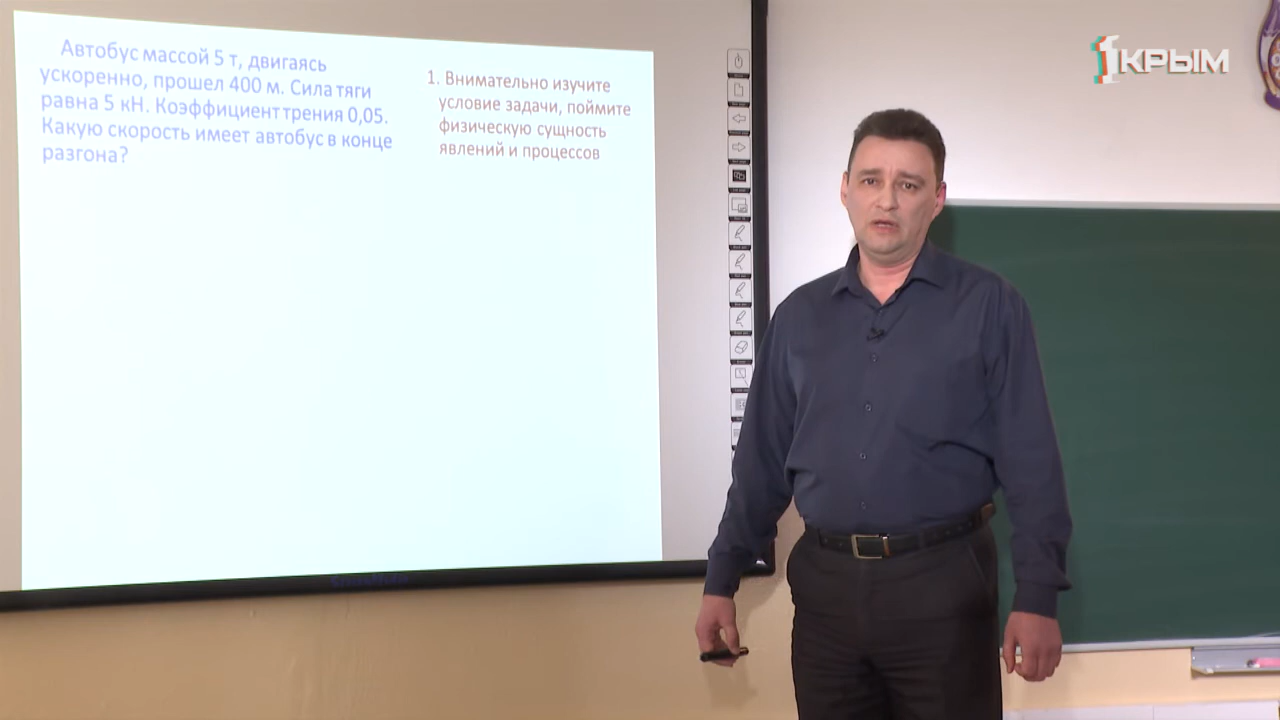 Автобус массой 5 т, двигаясь
ускоренно, прошел 400 м. Сила тяги
равна 5 кН. Коэффициент трения 0,05.
Какую скорость имеет автобус в конце
разгона?
1. Внимательно изучите
условие задачи, поймите
физическую сущность
явлений и процессов
1КРЫМ